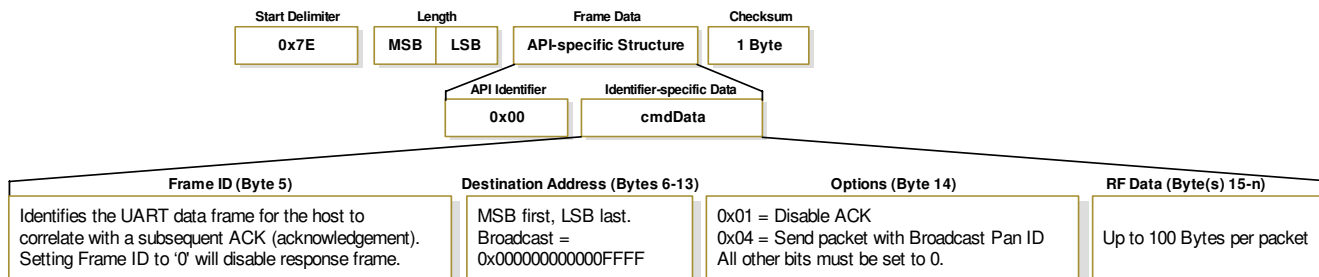 Start Delimiter
Length
Frame Data
Checksum
0x7E
MSB
LSB
API-specific Structure
1 Byte
API Identifier
Identifier-specific Data
0x00
cmdData
Frame ID (Byte 5)
Identifies the UART data frame for the host to
correlate with a subsequent ACK (acknowledgement).
Setting Frame ID to ‘0’ will disable response frame.
Destination Address (Bytes 6-13)
MSB first, LSB last.
Broadcast =
0x000000000000FFFF
Options (Byte 14)
0x01 = Disable ACK
0x04 = Send packet with Broadcast Pan ID
All other bits must be set to 0.
RF Data (Byte(s) 15-n)
Up to 100 Bytes per packet